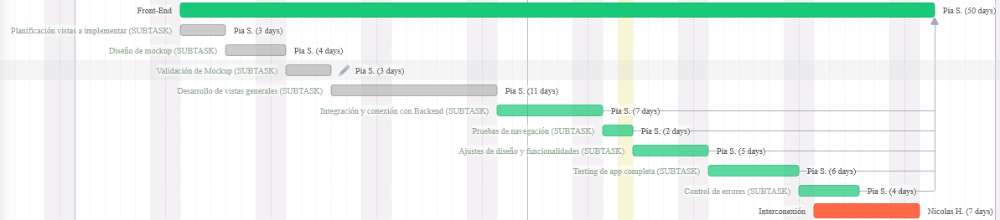 Front-End Pia S. (50 days)
Planificación vistas a implementar (SUBTASK) Pia S. (3 days)
Diseño de mockup (SUBTASK) Pia S. (4 days)
Validación de Mockup (SUBTASK) Pia S. (3 days)
Desarrollo de vistas generales (SUBTASK) Pia S. (11 days)
Integración y conexión con Backend (SUBTASK) Pia S. (7 days)
Pruebas de navegación (SUBTASK) Pia S. (2 days)
Ajustes de diseño y funcionalidades (SUBTASK) Pia S. (5 days)
Testing de app completa (SUBTASK) Pia S. (6 days)
Control de errores (SUBTASK) Pia S. (4 days)
Interconexión Nicolas H. (7 days)